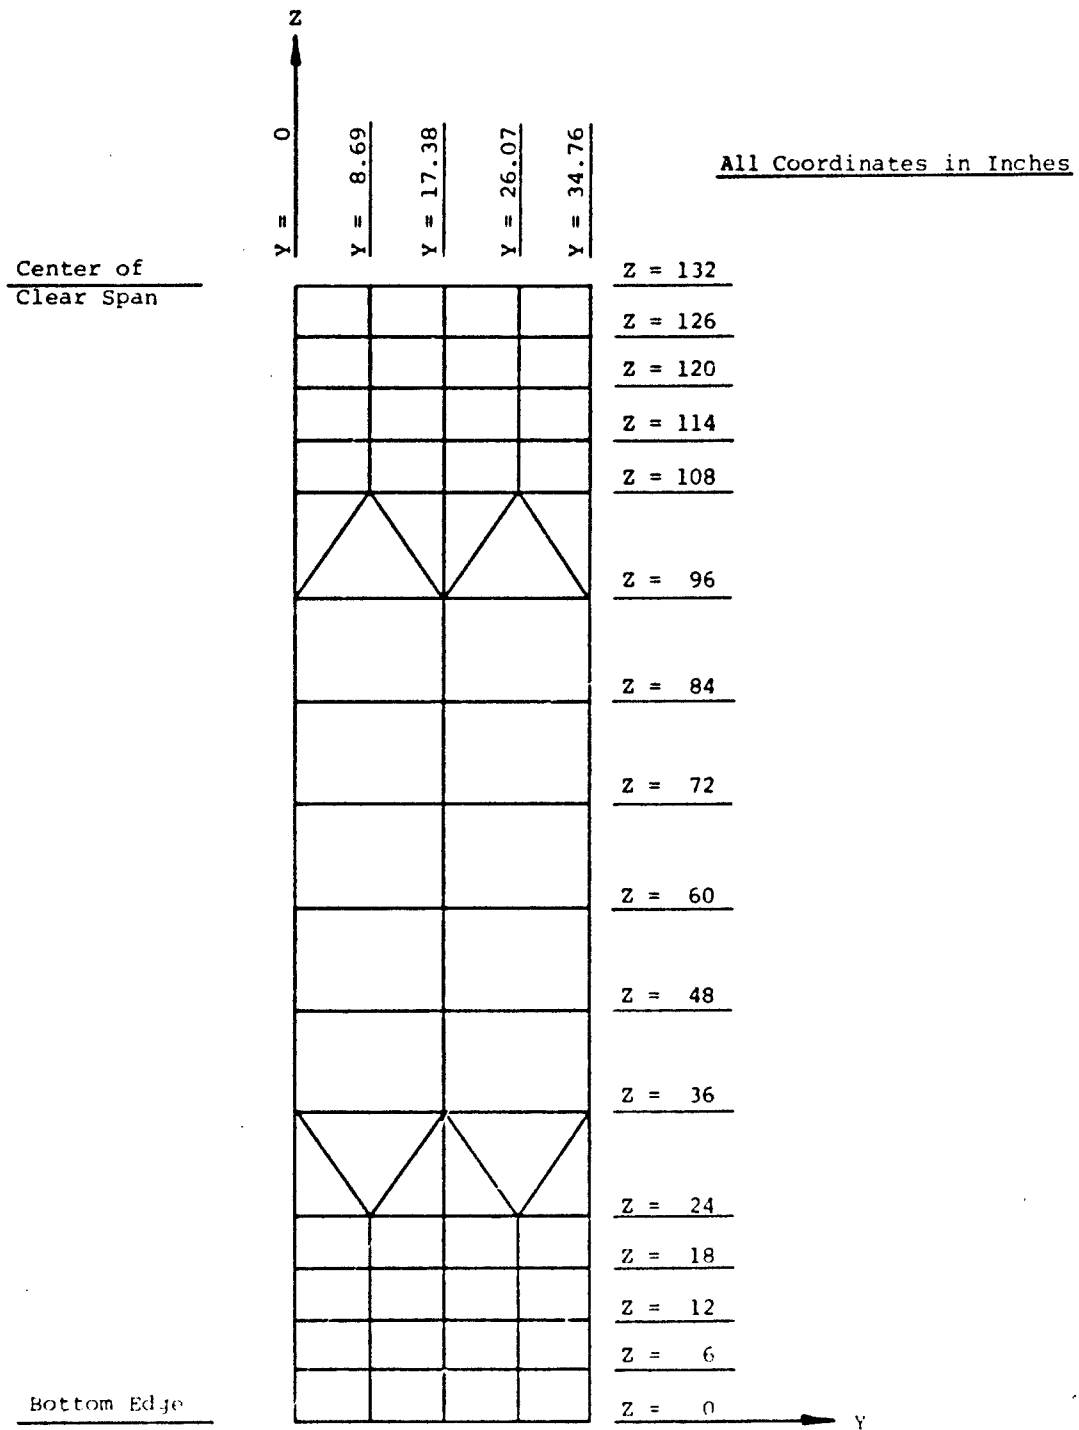 Z
Y = 0
Y = 8.69
Y = 17.38
Y = 26.07
Y = 34.76
All Coordinates in Inches
Center of
Clear Span
Z = 132
Z = 126
Z = 120
Z = 114
Z = 108
Z = 96
Z = 84
Z = 72
Z = 60
Z = 48
Z = 36
Z = 24
Z = 18
Z = 12
Z = 6
Z = 0
Bottom Edge
Y